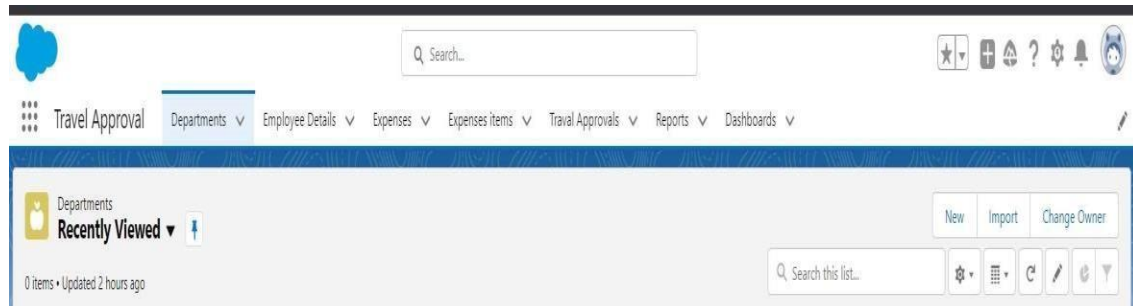 Search...
Travel Approval Departments Employee Details Expenses Expenses items Traval Approvals Reports Dashboards
Departments
Recently Viewed
New Import Change Owner
0 items • Updated 2 hours ago
Search this list...